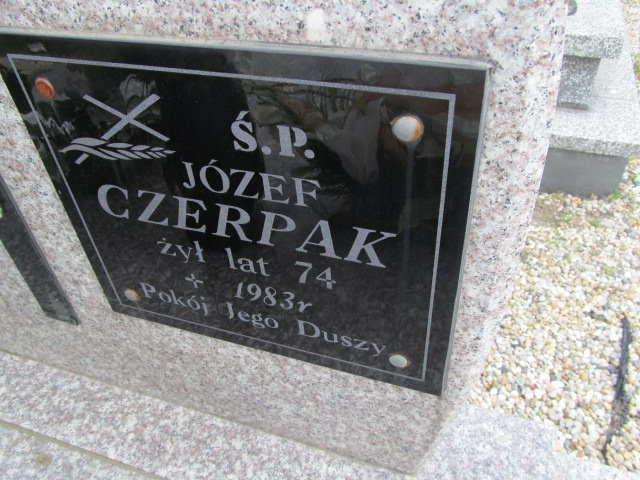 Ś.P.
JÓZEF
CZERPAK
żył lat 74
+ 1983r
Pokój Jego Duszy